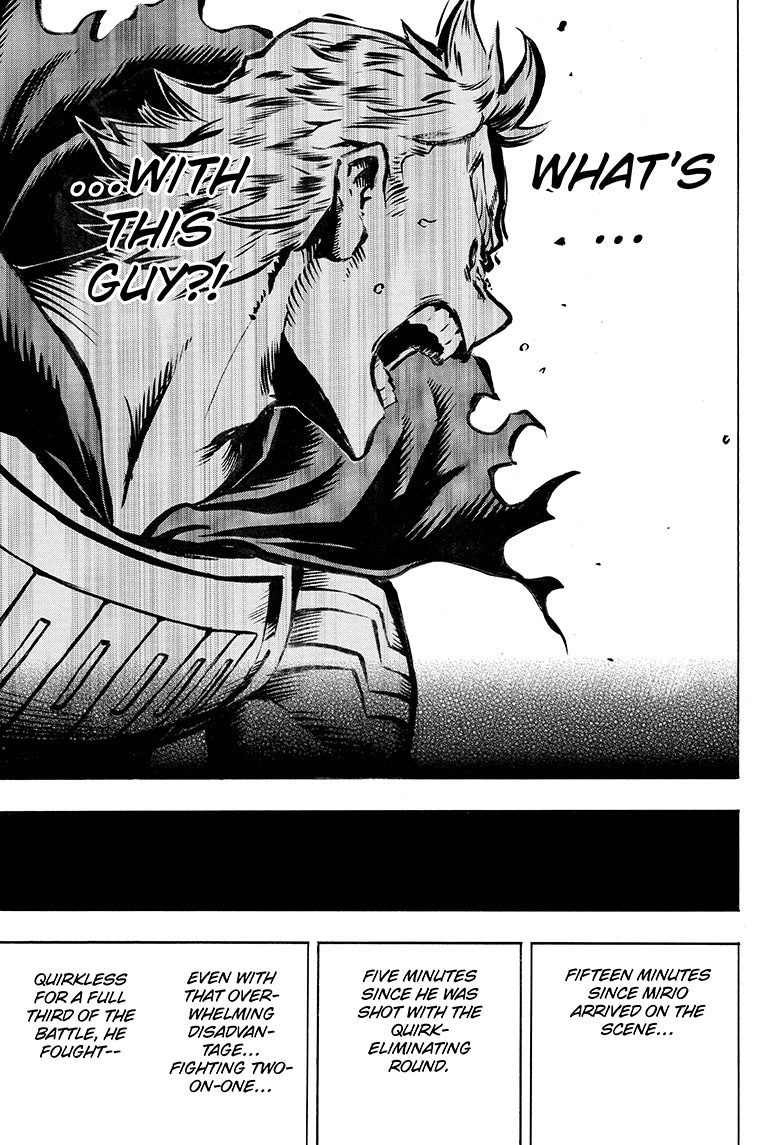 WHAT'S
...
...WITH
THIS
GUY?!
FIFTEEN MINUTES
SINCE MIRIO
ARRIVED ON THE
SCENE...
FIVE MINUTES
SINCE HE WAS
SHOT WITH THE
QUIRK-
ELIMINATING
ROUND.
EVEN WITH
THAT OVER-
WHELMING
DISADVAN-
TAGE...
FIGHTING TWO-
ON-ONE...
QUIRKLESS
FOR A FULL
THIRD OF THE
BATTLE, HE
FOUGHT--